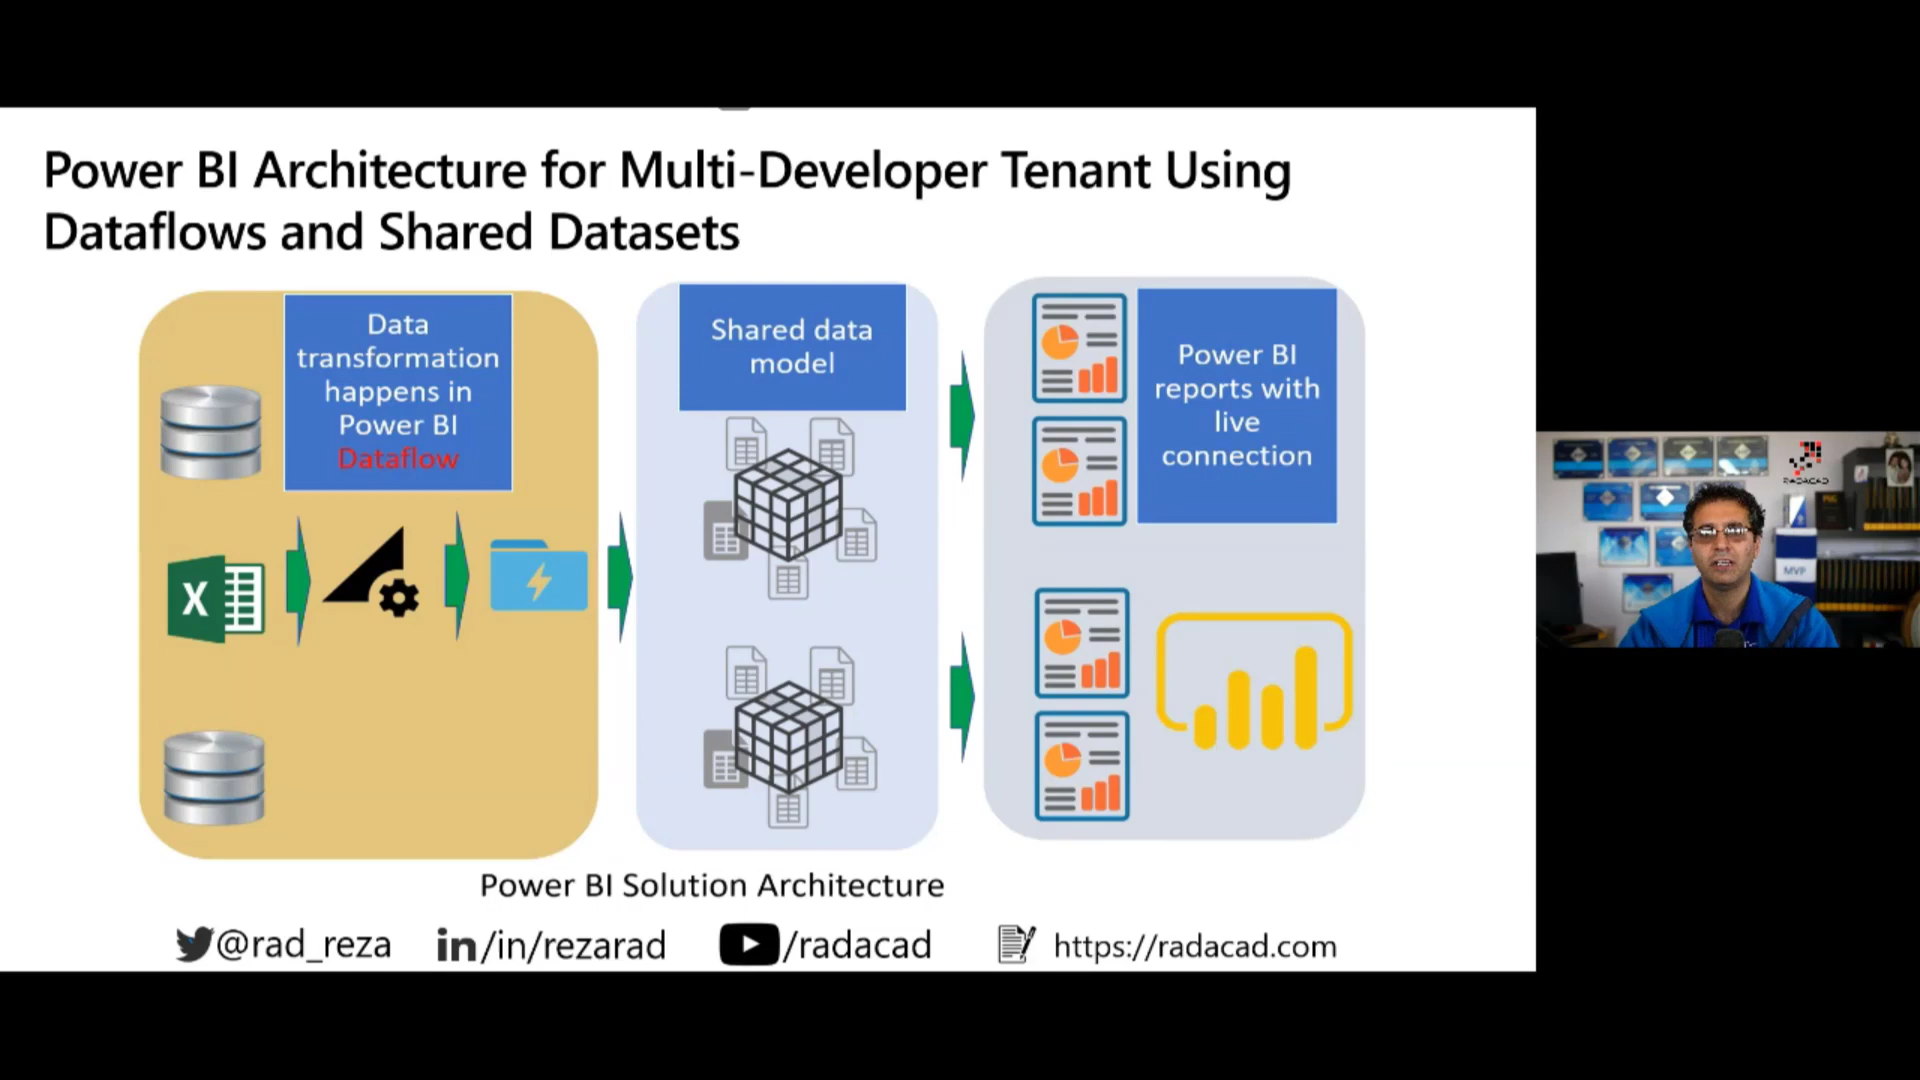 Power BI Architecture for Multi-Developer Tenant Using
Dataflows and Shared Datasets
Data
transformation
happens in
Power BI
Dataflow
Shared data
model
Power BI
reports with
live
connection
X
Power BI Solution Architecture
@rad_reza
in/in/rezarad
/radacad
https://radacad.com
RADACAD
MVP